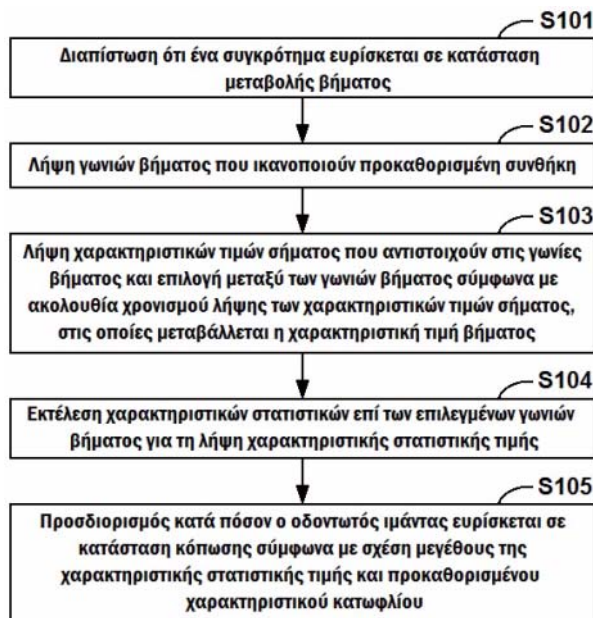 S101
Διαπίστωση ότι ένα συγκρότημα ευρίσκεται σε κατάσταση
μεταβολής βήματος
S102
Λήψη γωνιών βήματος που ικανοποιούν προκαθορισμένη συνθήκη
S103
Λήψη χαρακτηριστικών τιμών σήματος που αντιστοιχούν στις γωνίες
βήματος και επιλογή μεταξύ των γωνιών βήματος σύμφωνα με
ακολουθία χρονισμού λήψης των χαρακτηριστικών τιμών σήματος,
στις οποίες μεταβάλλεται η χαρακτηριστική τιμή βήματος
S104
Εκτέλεση χαρακτηριστικών στατιστικών επί των επιλεγμένων γωνιών
βήματος για τη λήψη χαρακτηριστικής στατιστικής τιμής
S105
Προσδιορισμός κατά πόσον ο οδοντωτός ιμάντας ευρίσκεται σε
κατάσταση κόπωσης σύμφωνα με σχέση μεγέθους της
χαρακτηριστικής στατιστικής τιμής και προκαθορισμένου
χαρακτηριστικού κατωφλίου